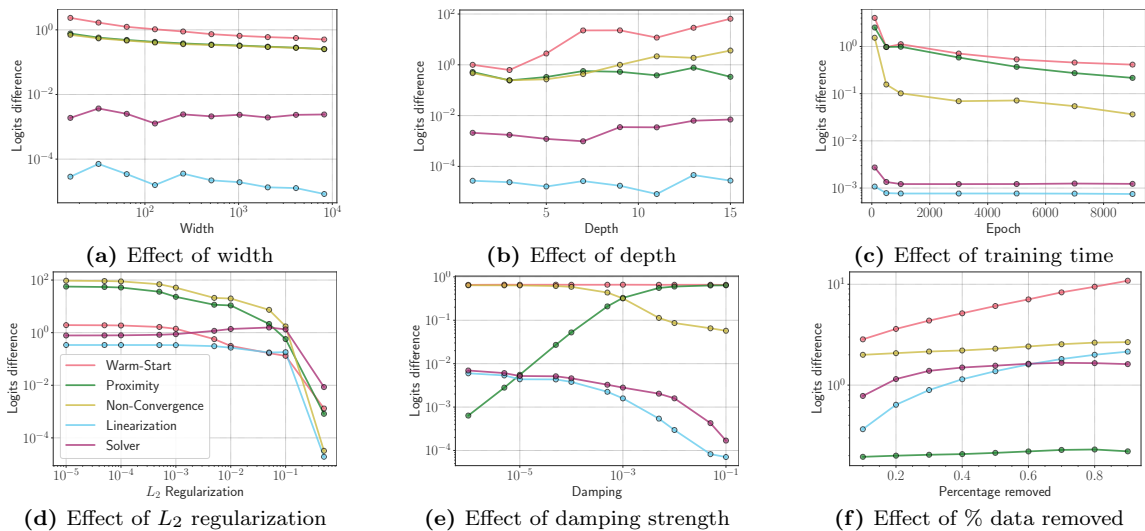 Logits difference
10^0
10^-2
10^-4
10^2
10^3
10^4
Width
(a) Effect of width
Logits difference
10^2
10^0
10^-2
10^-4
5
10
15
Depth
(b) Effect of depth
Logits difference
10^0
10^-1
10^-2
10^-3
0
2000
4000
6000
8000
Epoch
(c) Effect of training time
Logits difference
10^2
10^0
10^-2
10^-4
Warm-Start
Proximity
Non-Convergence
Linearization
Solver
10^-5
10^-4
10^-3
10^-2
10^-1
L_2 Regularization
(d) Effect of L_2 regularization
Logits difference
10^0
10^-1
10^-2
10^-3
10^-4
10^-5
10^-3
10^-1
Damping
(e) Effect of damping strength
Logits difference
10^1
10^0
0.2
0.4
0.6
0.8
Percentage removed
(f) Effect of % data removed